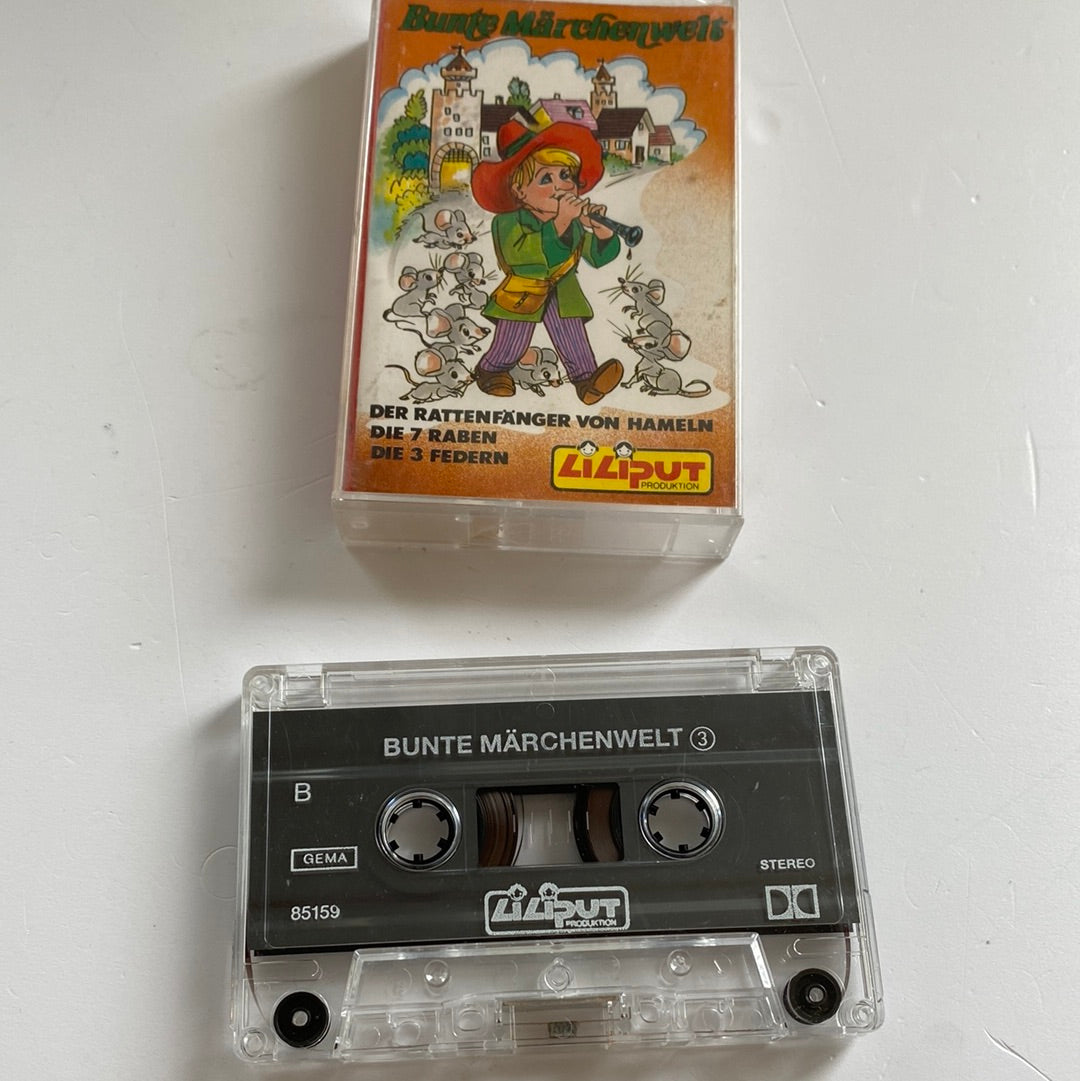 Bunte Märchenwelt
DER RATTENFÄNGER VON HAMELN
DIE 7 RABEN
DIE 3 FEDERN
LiLiPUT
PRODUKTION
BUNTE MÄRCHENWELT ③
B
GEMA
STEREO
85159
LiLiPUT
PRODUKTION